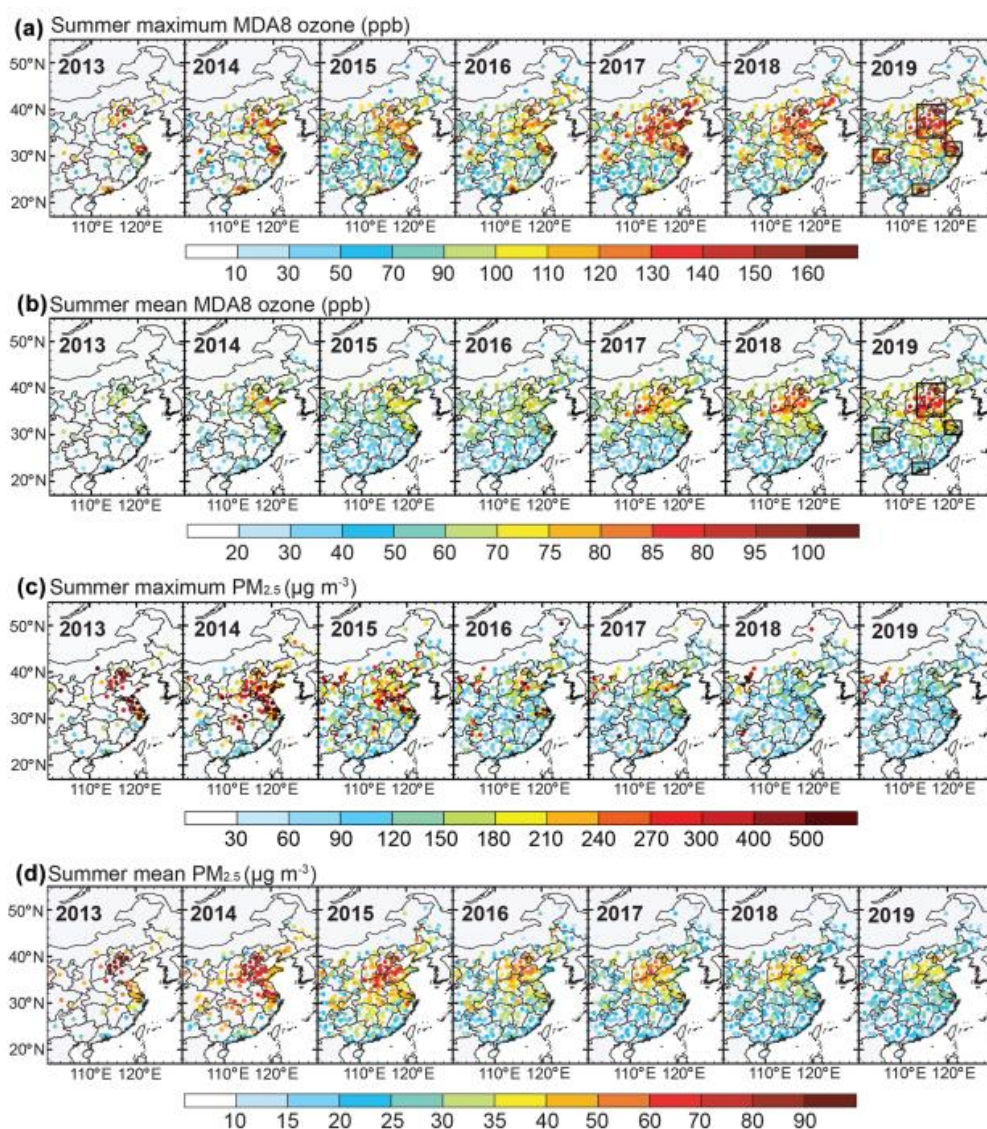 (a) Summer maximum MDA8 ozone (ppb)
50°N 2013 2014 2015 2016 2017 2018 2019
40°N
30°N
20°N
110°E 120°E 110°E 120°E 110°E 120°E 110°E 120°E 110°E 120°E 110°E 120°E 110°E 120°E
10 30 50 70 90 100 110 120 130 140 150 160
(b) Summer mean MDA8 ozone (ppb)
50°N 2013 2014 2015 2016 2017 2018 2019
40°N
30°N
20°N
110°E 120°E 110°E 120°E 110°E 120°E 110°E 120°E 110°E 120°E 110°E 120°E 110°E 120°E
20 30 40 50 60 70 75 80 85 80 95 100
(c) Summer maximum PM2.5 (µg m-3)
50°N 2013 2014 2015 2016 2017 2018 2019
40°N
30°N
20°N
110°E 120°E 110°E 120°E 110°E 120°E 110°E 120°E 110°E 120°E 110°E 120°E 110°E 120°E
30 60 90 120 150 180 210 240 270 300 400 500
(d) Summer mean PM2.5 (µg m-3)
50°N 2013 2014 2015 2016 2017 2018 2019
40°N
30°N
20°N
110°E 120°E 110°E 120°E 110°E 120°E 110°E 120°E 110°E 120°E 110°E 120°E 110°E 120°E
10 15 20 25 30 35 40 50 60 70 80 90